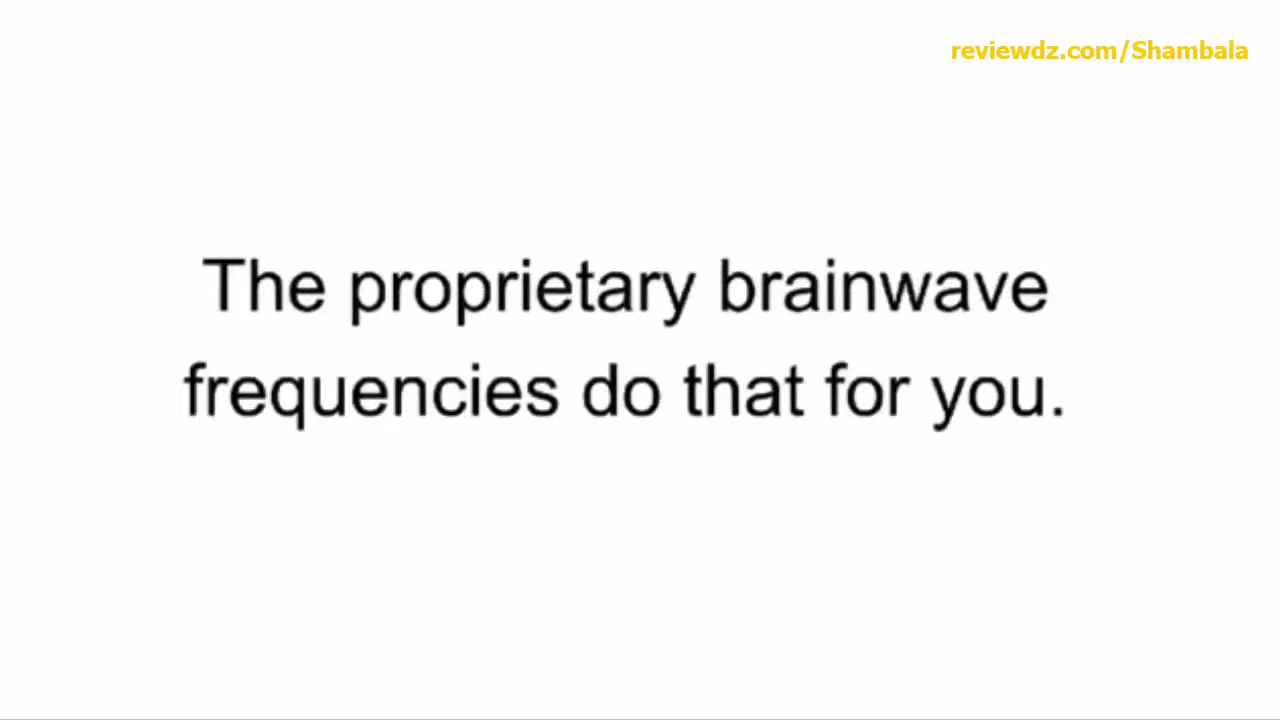 reviewdz.com/Shambala
The proprietary brainwave
frequencies do that for you.